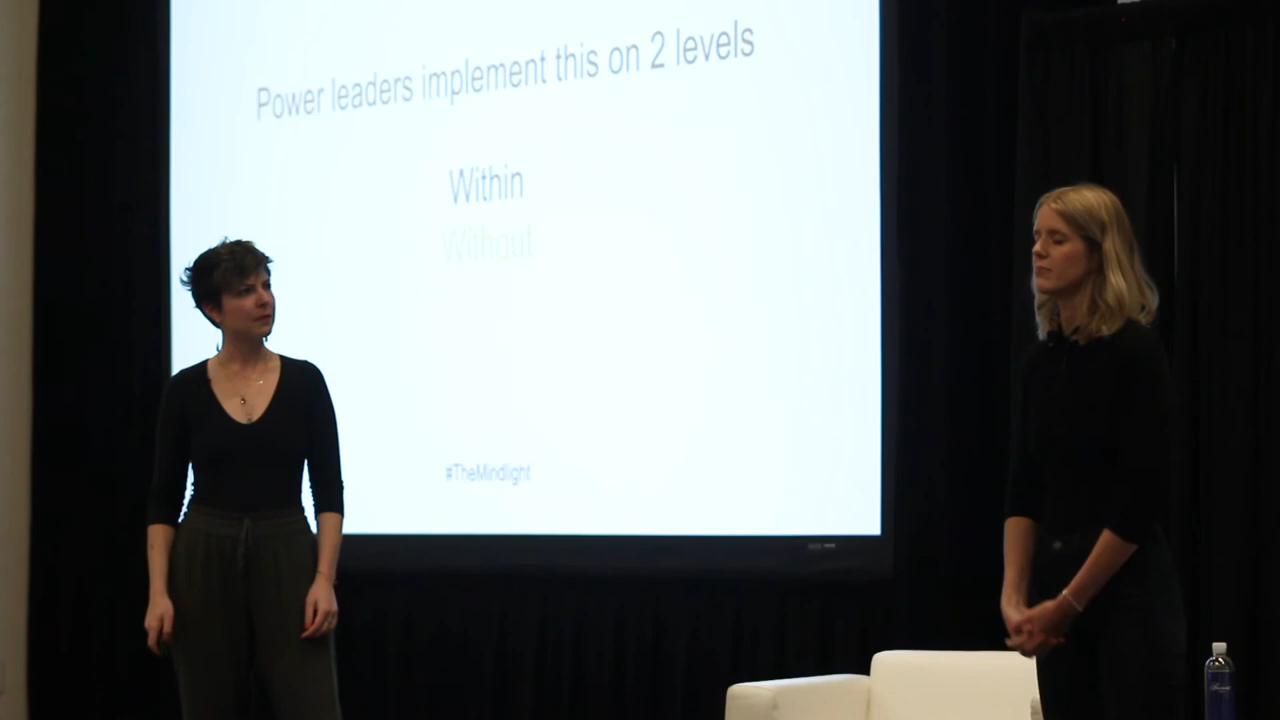 Power leaders implement this on 2 levels
Within
Without
#TheMindlight